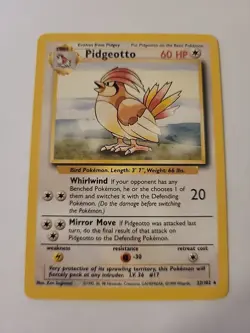 Evolves from Pidgey Put Pidgeotto on the Basic Pokémon
Pidgeotto 60 HP
Bird Pokémon. Length: 3' 7", Weight: 66 lbs.
Whirlwind If your opponent has any
Benched Pokémon, he or she chooses 1 of
them and switches it with the Defending
Pokémon. (Do the damage before switching
the Pokémon.)
20
Mirror Move If Pidgeotto was attacked last
turn, do the final result of that attack on
Pidgeotto to the Defending Pokémon.
weakness resistance retreat cost
-30
Very protective of its sprawling territory, this Pokémon will
fiercely peck at any intruder. LV. 36 #17